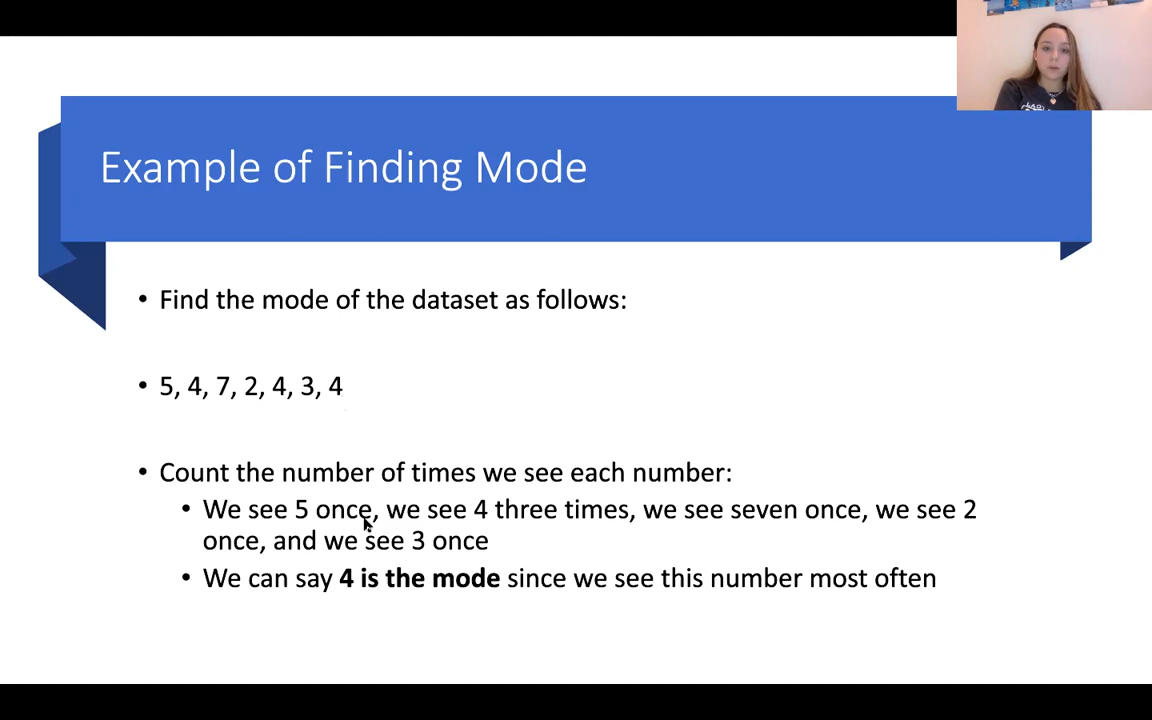 Example of Finding Mode
• Find the mode of the dataset as follows:
• 5, 4, 7, 2, 4, 3, 4
• Count the number of times we see each number:
• We see 5 once, we see 4 three times, we see seven once, we see 2
once, and we see 3 once
• We can say 4 is the mode since we see this number most often